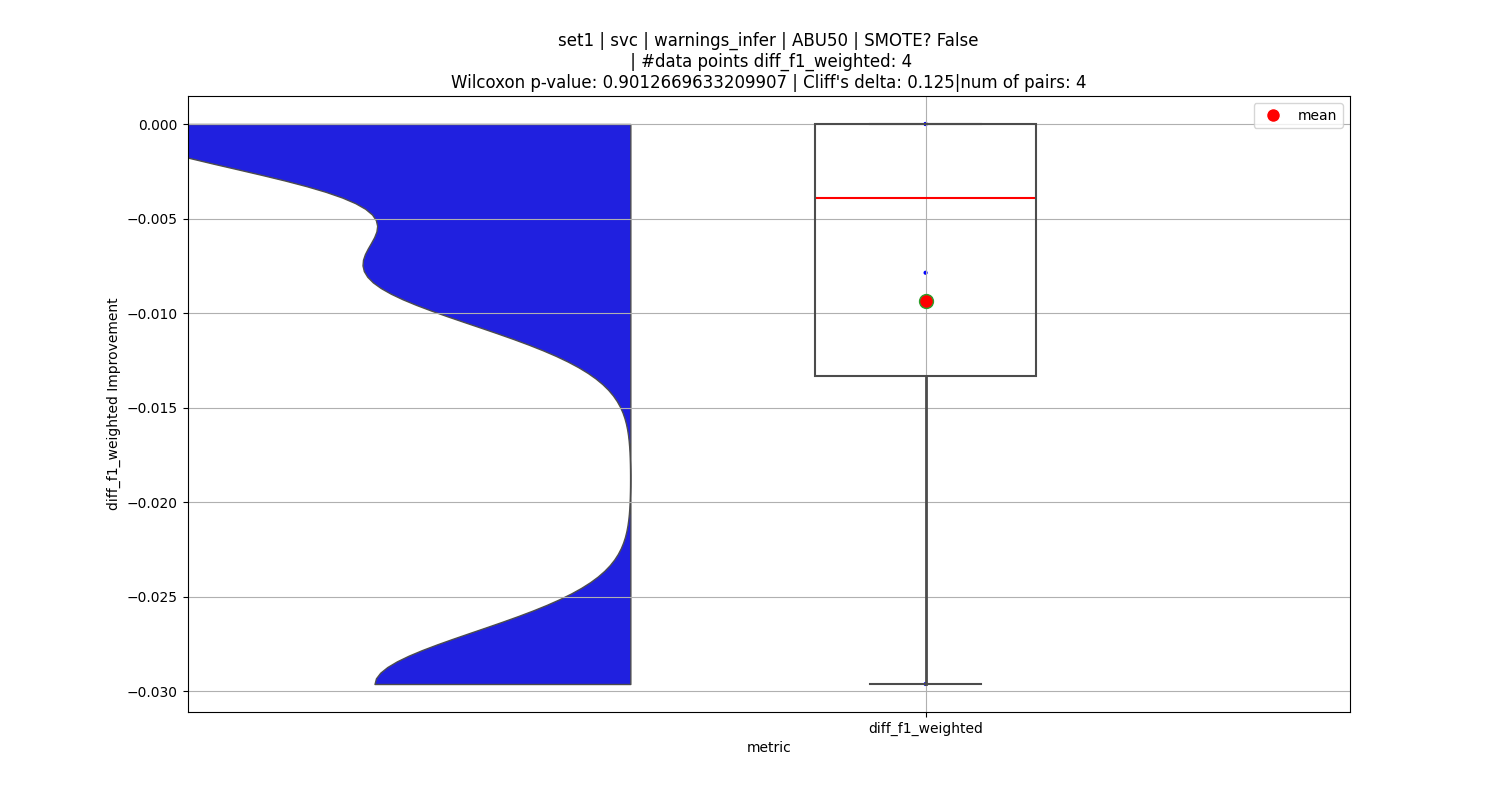 set1 | svc | warnings_infer | ABU50 | SMOTE? False
| #data points diff_f1_weighted: 4
Wilcoxon p-value: 0.9012669633209907 | Cliff's delta: 0.125|num of pairs: 4
mean
0.000
−0.005
−0.010
−0.015
−0.020
−0.025
−0.030
diff_f1_weighted Improvement
diff_f1_weighted
metric